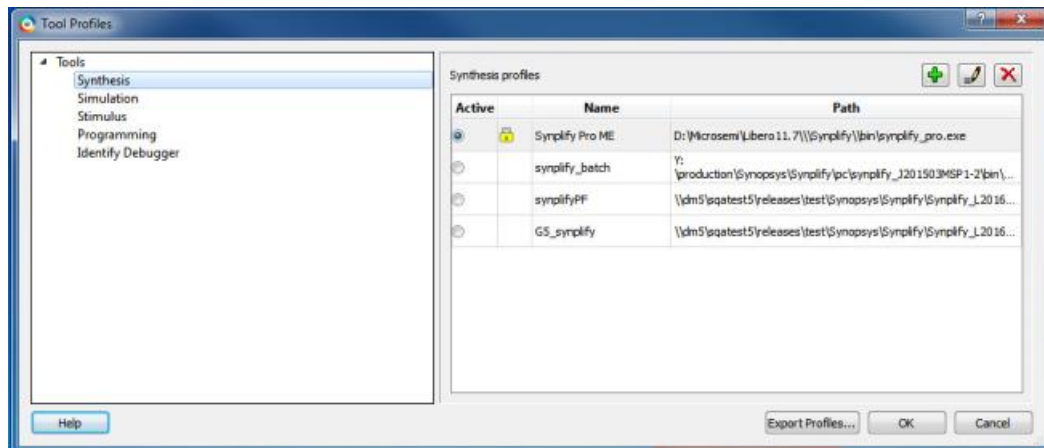 Tool Profiles
Tools
Synthesis
Simulation
Stimulus
Programming
Identify Debugger
Synthesis profiles
Active Name Path
Synplify Pro ME D:\Microsemi\Libero11.7\\\Synplify\\bin\synplify_pro.exe
synplify_batch Y:
\production\Synopsys\Synplify\pc\synplify_J201503MSP1-2\bin\...
synplifyPF \\dm5\sqatest5\releases\test\Synopsys\Synplify\Synplify_L2016...
GS_synplify \\dm5\sqatest5\releases\test\Synopsys\Synplify\Synplify_L2016...
Help Export Profiles... OK Cancel